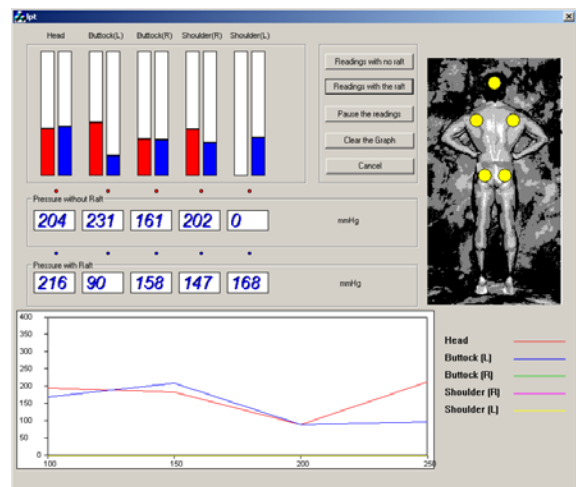 lpt
Head Buttock(L) Buttock(R) Shoulder(R) Shoulder(L)
Readings with no raft
Readings with the raft
Pause the readings
Clear the Graph
Cancel
Pressure without Raft
204 231 161 202 0 mmHg
Pressure with Raft
216 90 158 147 168 mmHg
400
350
300
250
200
150
100
50
0
100 150 200 250
Head
Buttock (L)
Buttock (R)
Shoulder (R)
Shoulder (L)